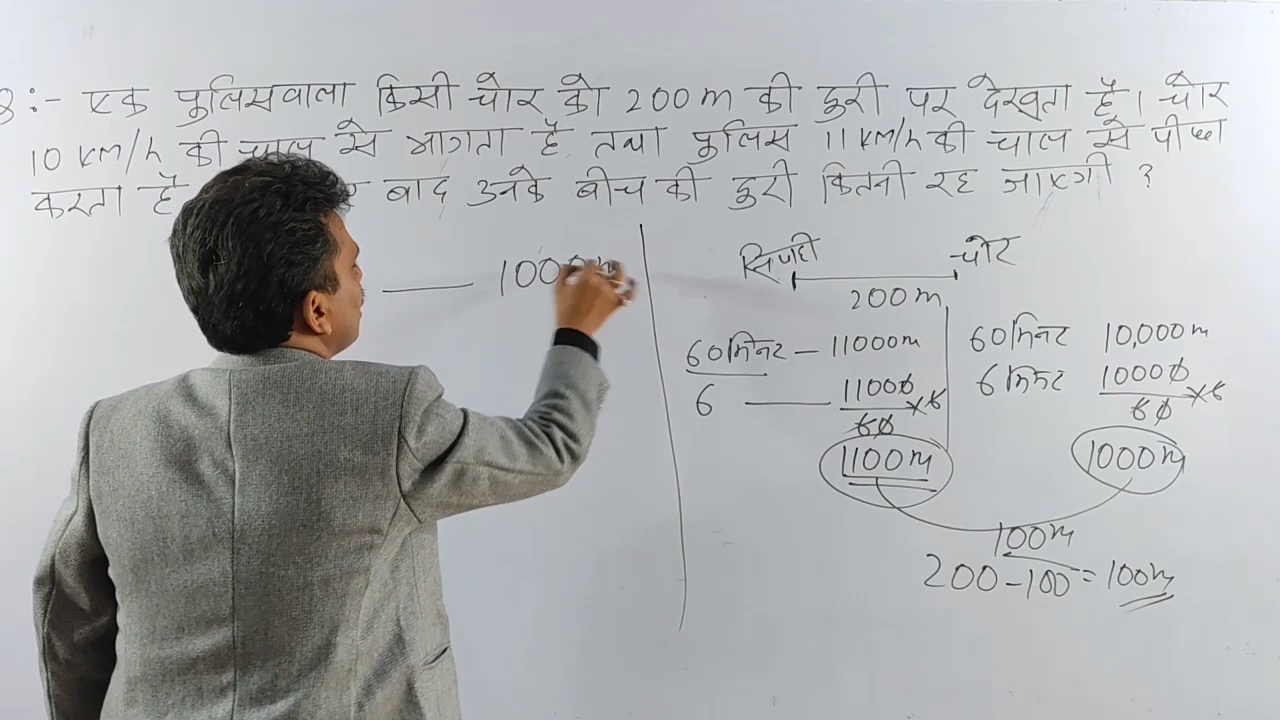 8:- एक पुलिसवाला किसी चोर को 200m की दुरी पर देखता है। चोर
10 KM/h की चाल से भागता है तथा पुलिस 11 KM/h की चाल से पीछा
करता है बाद उनके बीच की दुरी कितनी रह जाएगी ?
—— 1000 m
सिपाही चोर
200m
60 मिनट – 11000m
6 —— 11000/60 × 6
1100m
60 मिनट 10,000m
6 मिनट 10000/60 × 6
1000m
100m
200-100 = 100m